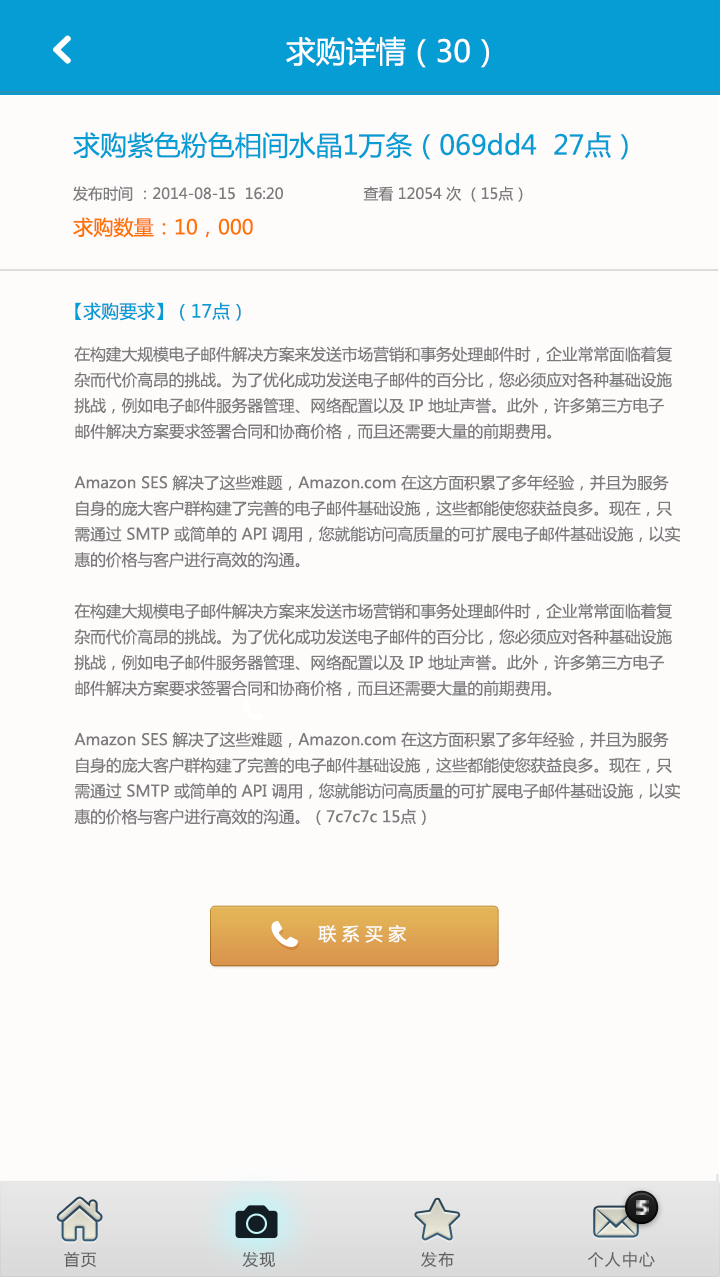 求购详情（30）
求购紫色粉色相间水晶1万条（069dd4 27点）
发布时间 ：2014-08-15 16:20 查看 12054 次 （15点）
求购数量：10，000
【求购要求】（17点）
在构建大规模电子邮件解决方案来发送市场营销和事务处理邮件时，企业常常面临着复
杂而代价高昂的挑战。为了优化成功发送电子邮件的百分比，您必须应对各种基础设施
挑战，例如电子邮件服务器管理、网络配置以及 IP 地址声誉。此外，许多第三方电子
邮件解决方案要求签署合同和协商价格，而且还需要大量的前期费用。
Amazon SES 解决了这些难题，Amazon.com 在这方面积累了多年经验，并且为服务
自身的庞大客户群构建了完善的电子邮件基础设施，这些都能使您获益良多。现在，只
需通过 SMTP 或简单的 API 调用，您就能访问高质量的可扩展电子邮件基础设施，以实
惠的价格与客户进行高效的沟通。
在构建大规模电子邮件解决方案来发送市场营销和事务处理邮件时，企业常常面临着复
杂而代价高昂的挑战。为了优化成功发送电子邮件的百分比，您必须应对各种基础设施
挑战，例如电子邮件服务器管理、网络配置以及 IP 地址声誉。此外，许多第三方电子
邮件解决方案要求签署合同和协商价格，而且还需要大量的前期费用。
Amazon SES 解决了这些难题，Amazon.com 在这方面积累了多年经验，并且为服务
自身的庞大客户群构建了完善的电子邮件基础设施，这些都能使您获益良多。现在，只
需通过 SMTP 或简单的 API 调用，您就能访问高质量的可扩展电子邮件基础设施，以实
惠的价格与客户进行高效的沟通。（7c7c7c 15点）
联系买家
5
首页 发现 发布 个人中心